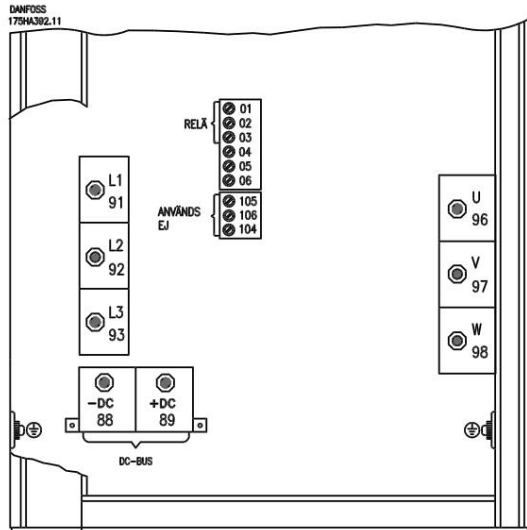 DANFOSS
175HA392.11
RELÄ
01
02
03
04
05
06
ANVÄNDS
EJ
105
106
104
L1
91
L2
92
L3
93
U
96
V
97
W
98
-DC
88
+DC
89
DC-BUS